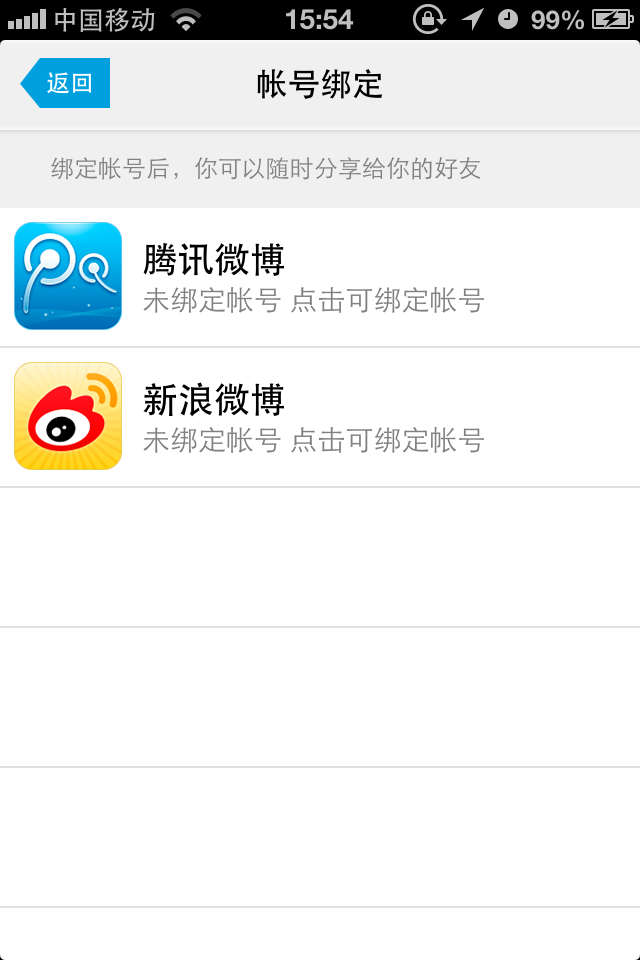 中国移动 15:54 99%
返回 帐号绑定
绑定帐号后，你可以随时分享给你的好友
腾讯微博
未绑定帐号 点击可绑定帐号
新浪微博
未绑定帐号 点击可绑定帐号